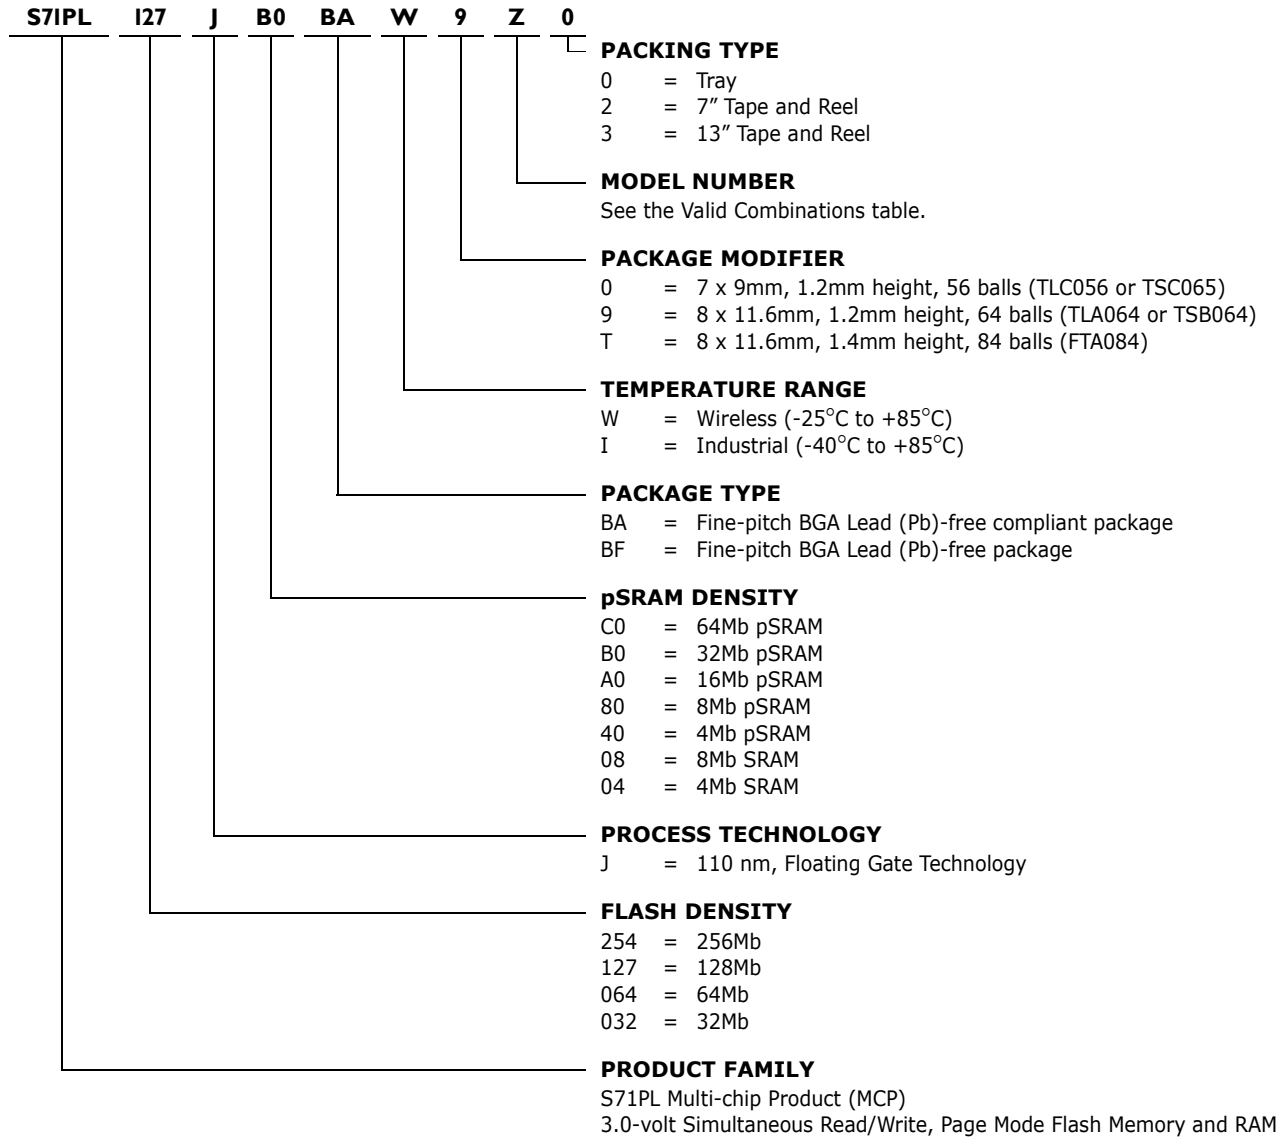 S71PL 127 J B0 BA W 9 Z 0
PACKING TYPE
0 = Tray
2 = 7″ Tape and Reel
3 = 13″ Tape and Reel
MODEL NUMBER
See the Valid Combinations table.
PACKAGE MODIFIER
0 = 7 x 9mm, 1.2mm height, 56 balls (TLC056 or TSC065)
9 = 8 x 11.6mm, 1.2mm height, 64 balls (TLA064 or TSB064)
T = 8 x 11.6mm, 1.4mm height, 84 balls (FTA084)
TEMPERATURE RANGE
W = Wireless (-25°C to +85°C)
I = Industrial (-40°C to +85°C)
PACKAGE TYPE
BA = Fine-pitch BGA Lead (Pb)-free compliant package
BF = Fine-pitch BGA Lead (Pb)-free package
pSRAM DENSITY
C0 = 64Mb pSRAM
B0 = 32Mb pSRAM
A0 = 16Mb pSRAM
80 = 8Mb pSRAM
40 = 4Mb pSRAM
08 = 8Mb SRAM
04 = 4Mb SRAM
PROCESS TECHNOLOGY
J = 110 nm, Floating Gate Technology
FLASH DENSITY
254 = 256Mb
127 = 128Mb
064 = 64Mb
032 = 32Mb
PRODUCT FAMILY
S71PL Multi-chip Product (MCP)
3.0-volt Simultaneous Read/Write, Page Mode Flash Memory and RAM